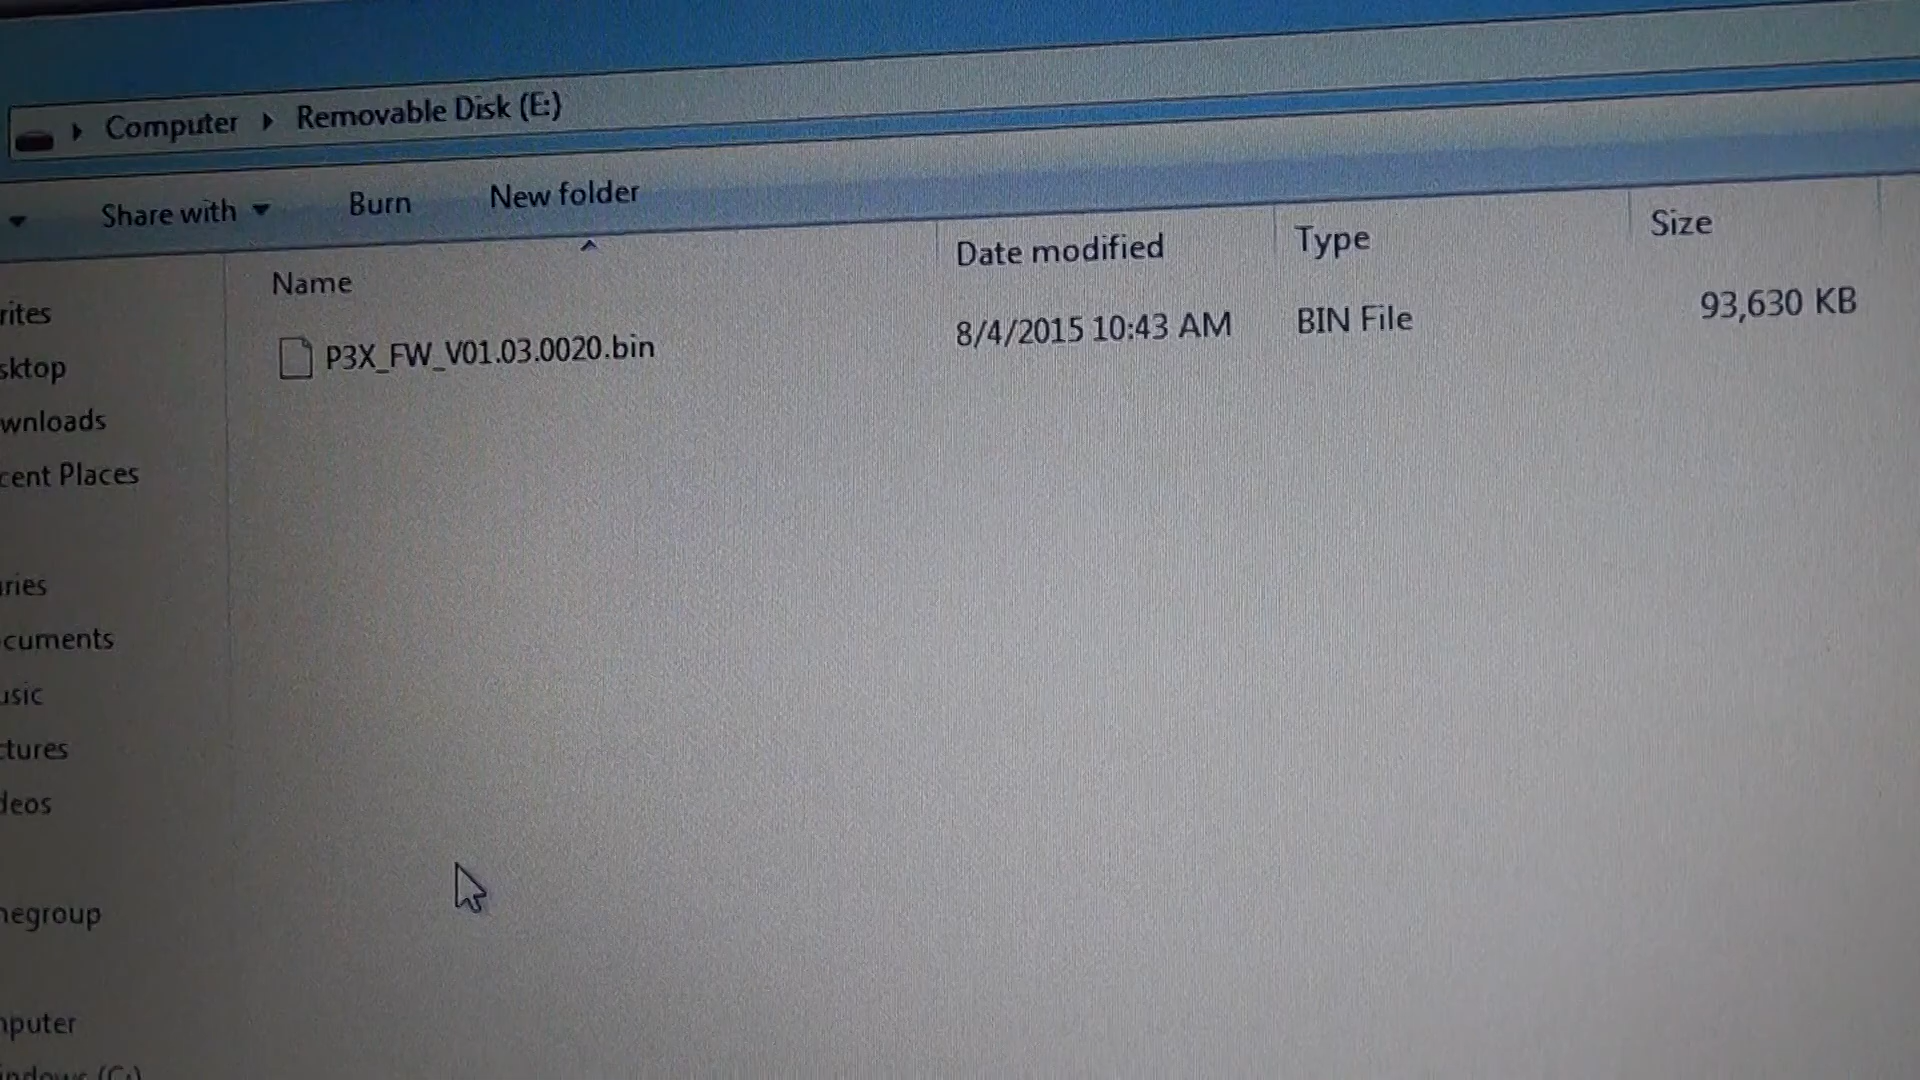 Computer Removable Disk (E:)
Share with Burn New folder
Name Date modified Type Size
P3X_FW_V01.03.0020.bin 8/4/2015 10:43 AM BIN File 93,630 KB
rites
sktop
wnloads
cent Places
ries
cuments
usic
ctures
deos
negroup
nputer
indows (C:)